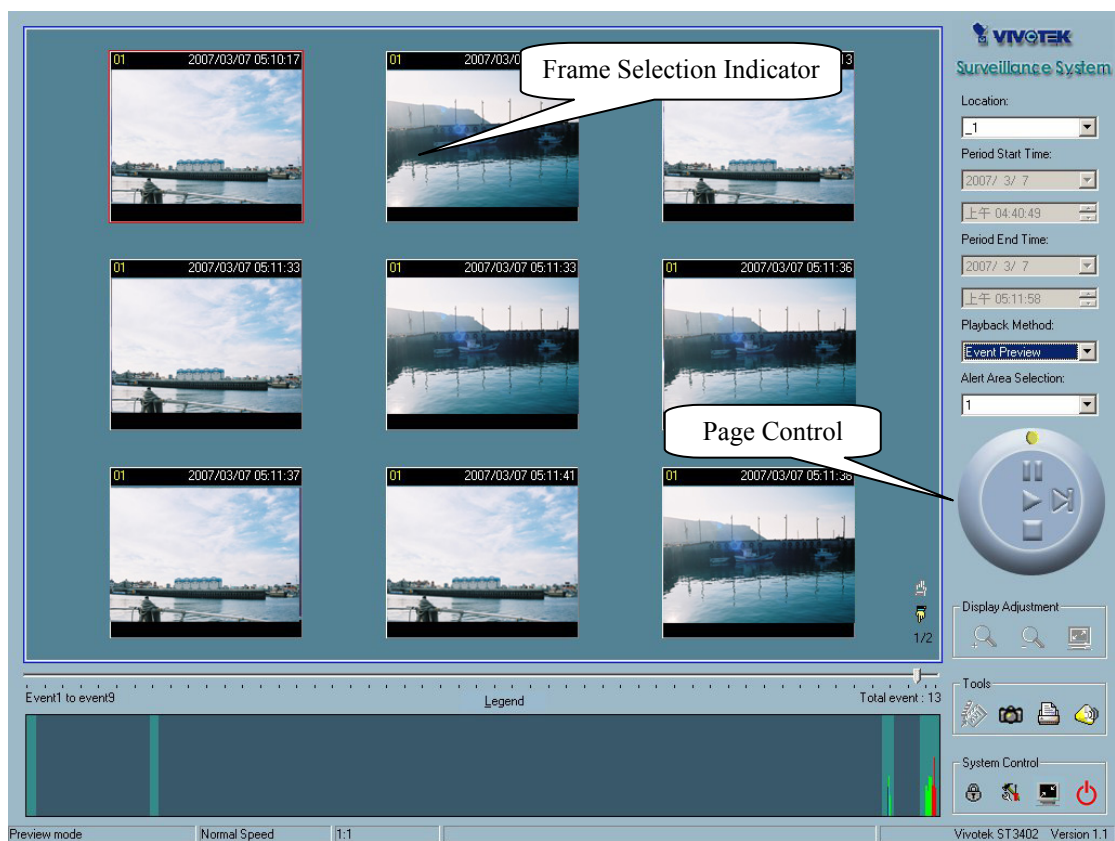 01 2007/03/07 05:10:17
01 2007/03/0
13
Frame Selection Indicator
01 2007/03/07 05:11:33
01 2007/03/07 05:11:33
01 2007/03/07 05:11:36
Page Control
01 2007/03/07 05:11:37
01 2007/03/07 05:11:41
01 2007/03/07 05:11:38
1/2
Event1 to event9
Legend
Total event : 13
VIVOTEK
Surveillance System
Location:
_1
Period Start Time:
2007/ 3/ 7
上午 04:40:49
Period End Time:
2007/ 3/ 7
上午 05:11:58
Playback Method:
Event Preview
Alert Area Selection:
1
Display Adjustment
Tools
System Control
Preview mode
Normal Speed
1:1
Vivotek ST3402 Version 1.1